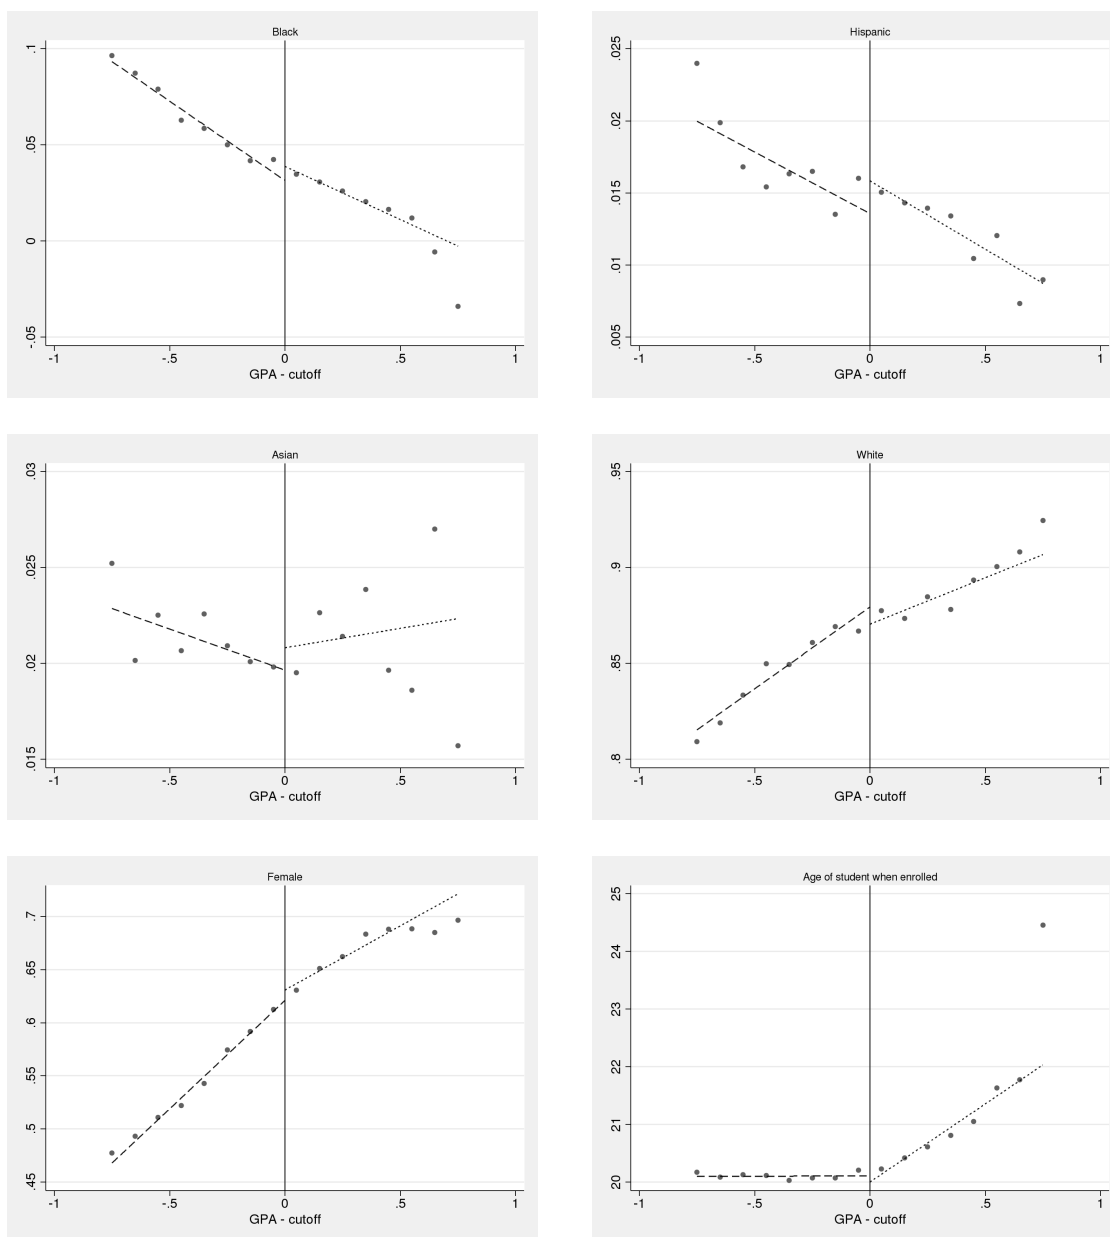 Black
.1
.05
0
-.05
-1 -.5 0 .5 1
GPA - cutoff
Hispanic
.025
.02
.015
.01
.005
-1 -.5 0 .5 1
GPA - cutoff
Asian
.03
.025
.02
.015
-1 -.5 0 .5 1
GPA - cutoff
White
.95
.9
.85
.8
-1 -.5 0 .5 1
GPA - cutoff
Female
.7
.65
.6
.55
.5
.45
-1 -.5 0 .5 1
GPA - cutoff
Age of student when enrolled
25
24
23
22
21
20
-1 -.5 0 .5 1
GPA - cutoff